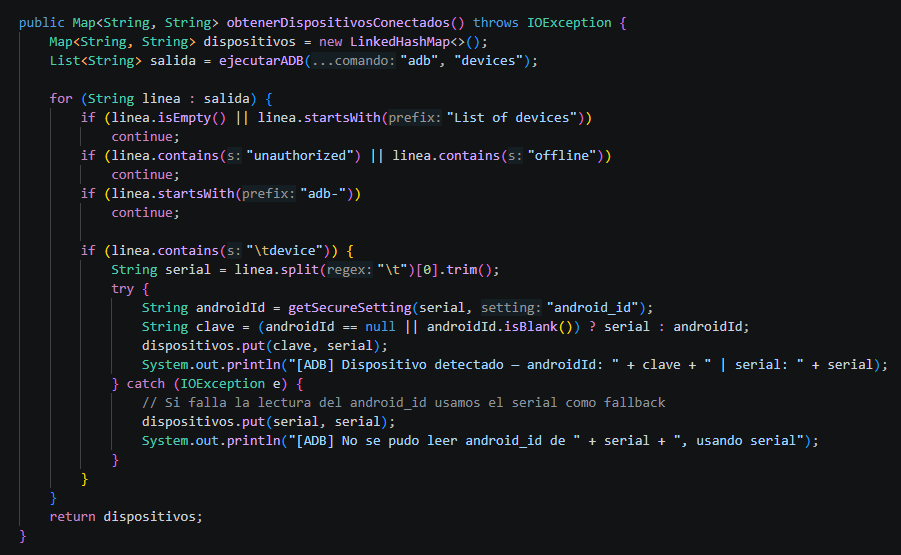 public Map<String, String> obtenerDispositivosConectados() throws IOException {
    Map<String, String> dispositivos = new LinkedHashMap<>();
    List<String> salida = ejecutarADB(...comando: "adb", "devices");

    for (String linea : salida) {
        if (linea.isEmpty() || linea.startsWith(prefix: "List of devices"))
            continue;
        if (linea.contains(s: "unauthorized") || linea.contains(s: "offline"))
            continue;
        if (linea.startsWith(prefix: "adb-"))
            continue;

        if (linea.contains(s: "\tdevice")) {
            String serial = linea.split(regex: "\t")[0].trim();
            try {
                String androidId = getSecureSetting(serial, setting: "android_id");
                String clave = (androidId == null || androidId.isBlank()) ? serial : androidId;
                dispositivos.put(clave, serial);
                System.out.println("[ADB] Dispositivo detectado — androidId: " + clave + " | serial: " + serial);
            } catch (IOException e) {
                // Si falla la lectura del android_id usamos el serial como fallback
                dispositivos.put(serial, serial);
                System.out.println("[ADB] No se pudo leer android_id de " + serial + ", usando serial");
            }
        }
    }
    return dispositivos;
}